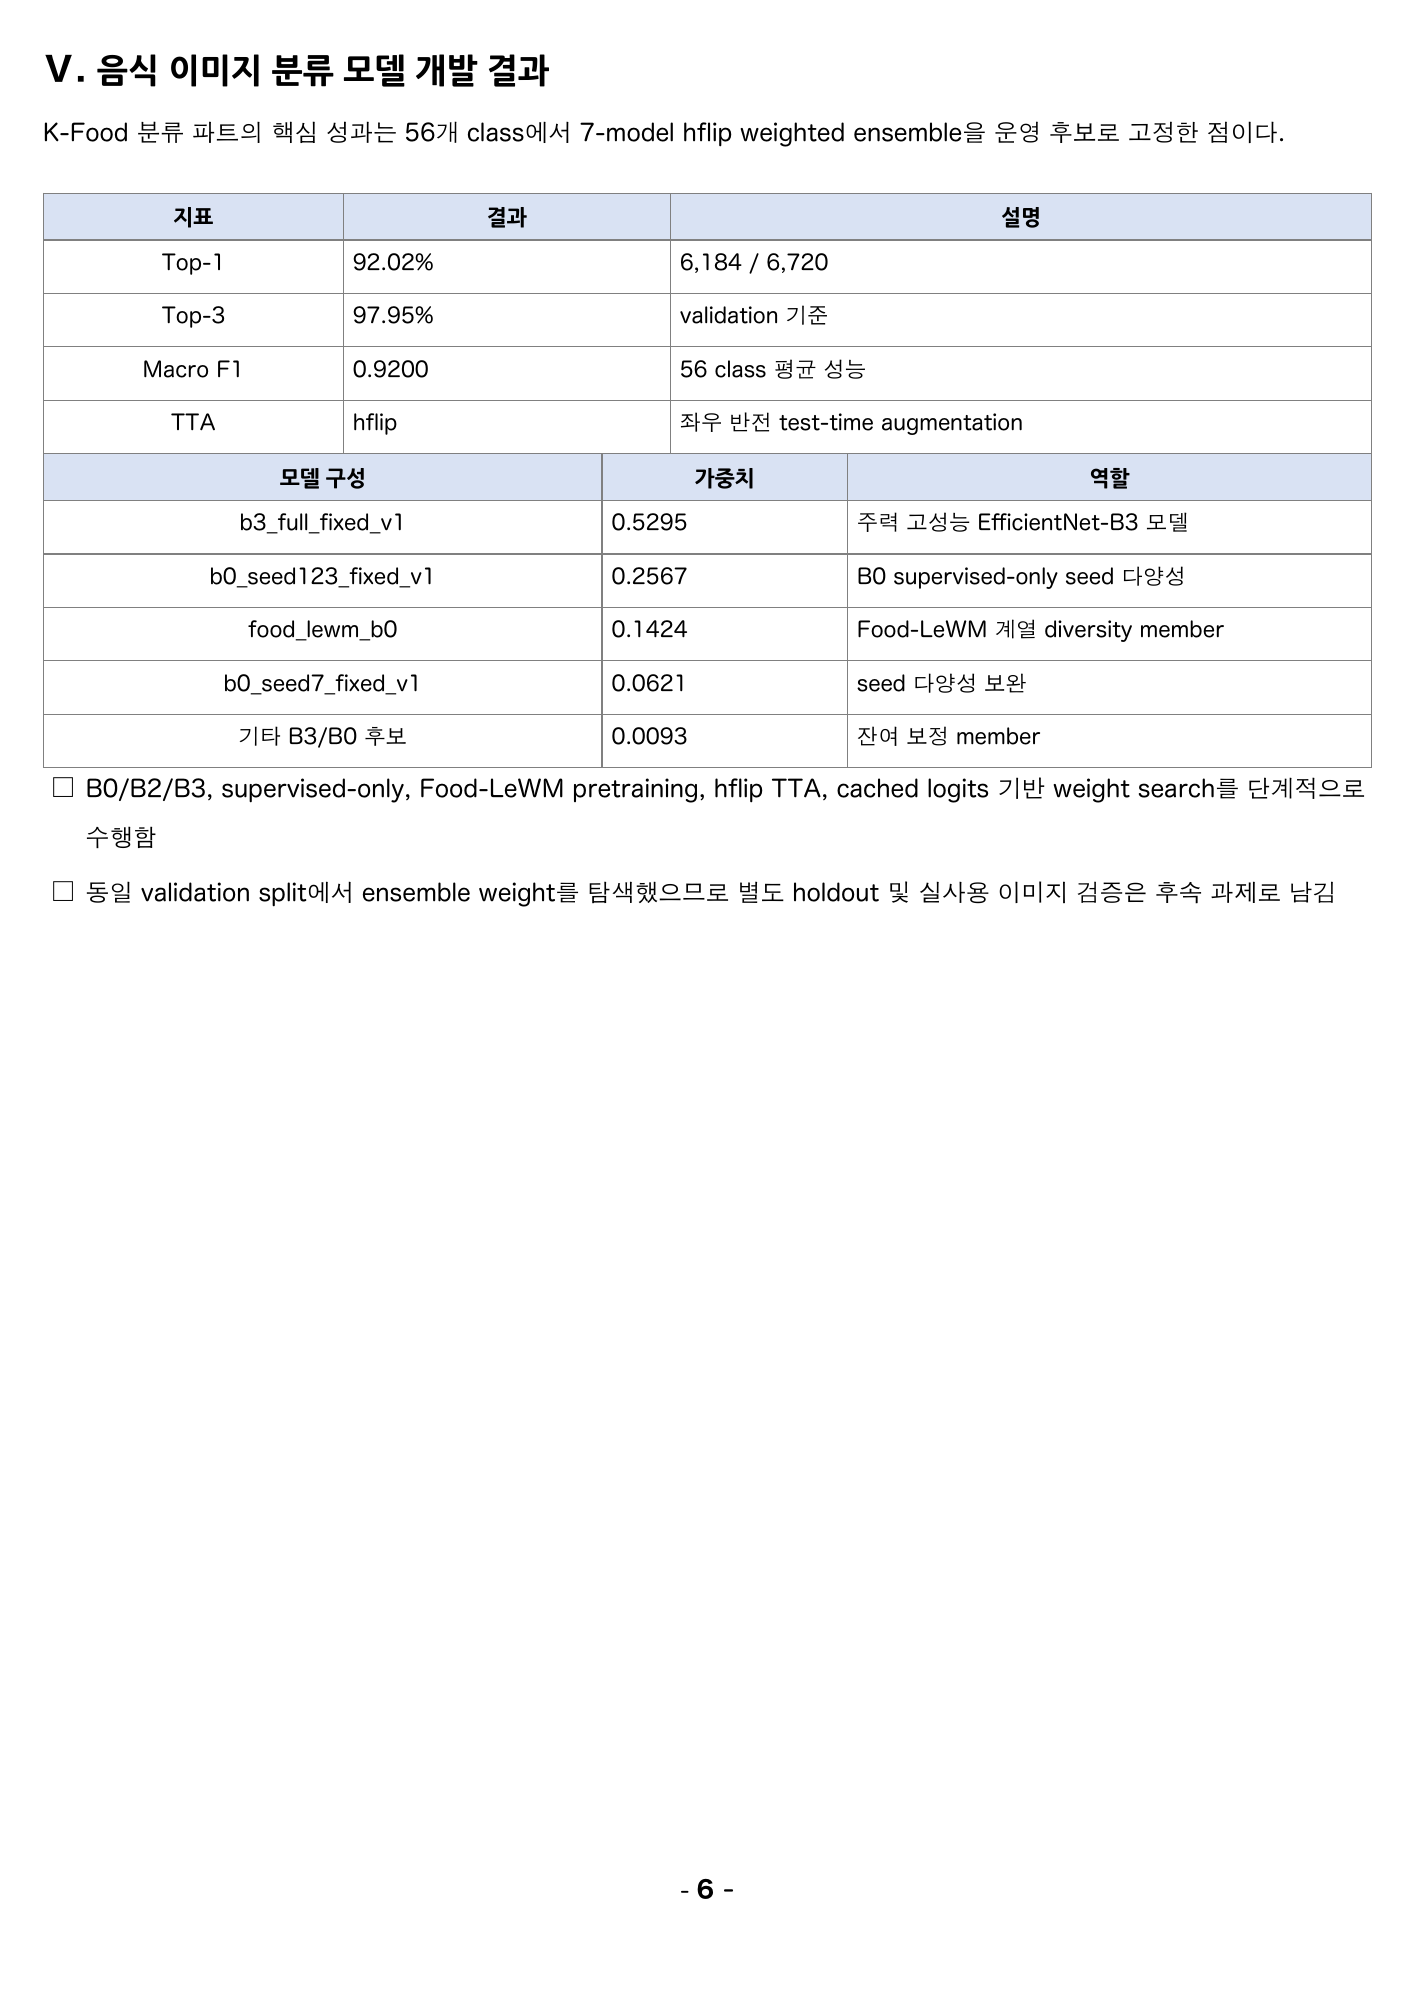 Ⅴ. 음식 이미지 분류 모델 개발 결과
K-Food 분류 파트의 핵심 성과는 56개 class에서 7-model hflip weighted ensemble을 운영 후보로 고정한 점이다.
지표 결과 설명
Top-1 92.02% 6,184 / 6,720
Top-3 97.95% validation 기준
Macro F1 0.9200 56 class 평균 성능
TTA hflip 좌우 반전 test-time augmentation
모델 구성 가중치 역할
b3_full_fixed_v1 0.5295 주력 고성능 EfficientNet-B3 모델
b0_seed123_fixed_v1 0.2567 B0 supervised-only seed 다양성
food_lewm_b0 0.1424 Food-LeWM 계열 diversity member
b0_seed7_fixed_v1 0.0621 seed 다양성 보완
기타 B3/B0 후보 0.0093 잔여 보정 member
□ B0/B2/B3, supervised-only, Food-LeWM pretraining, hflip TTA, cached logits 기반 weight search를 단계적으로
수행함
□ 동일 validation split에서 ensemble weight를 탐색했으므로 별도 holdout 및 실사용 이미지 검증은 후속 과제로 남김
- 6 -